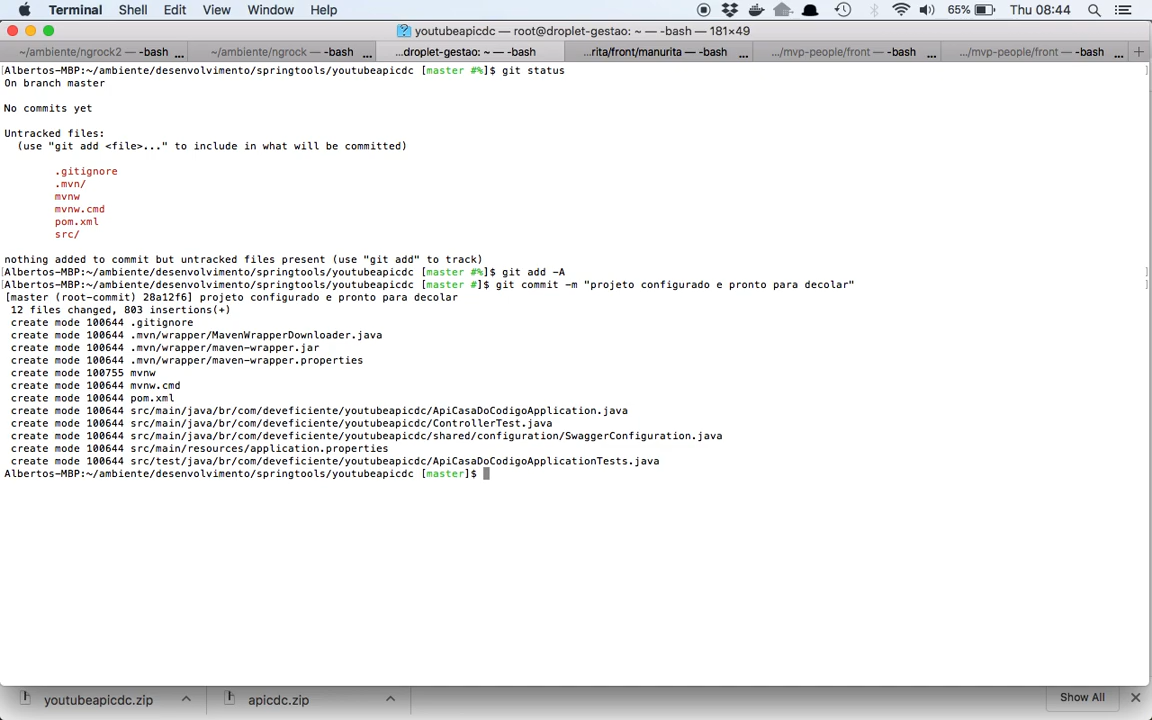 Terminal Shell Edit View Window Help 65% Thu 08:44
youtubeapicdc — root@droplet-gestao: ~ — -bash — 181×49
~/ambiente/ngrock2 — -bash ... ~/ambiente/ngrock — -bash ... ...droplet-gestao: ~ — -bash ...rita/front/manurita — -bash ... .../mvp-people/front — -bash ... .../mvp-people/front — -bash ... +
[Albertos-MBP:~/ambiente/desenvolvimento/springtools/youtubeapicdc [master #%]$ git status ]
On branch master
No commits yet
Untracked files:
(use "git add <file>..." to include in what will be committed)
.gitignore
.mvn/
mvnw
mvnw.cmd
pom.xml
src/
nothing added to commit but untracked files present (use "git add" to track)
[Albertos-MBP:~/ambiente/desenvolvimento/springtools/youtubeapicdc [master #%]$ git add -A ]
[Albertos-MBP:~/ambiente/desenvolvimento/springtools/youtubeapicdc [master #]$ git commit -m "projeto configurado e pronto para decolar" ]
[master (root-commit) 28a12f6] projeto configurado e pronto para decolar
12 files changed, 803 insertions(+)
create mode 100644 .gitignore
create mode 100644 .mvn/wrapper/MavenWrapperDownloader.java
create mode 100644 .mvn/wrapper/maven-wrapper.jar
create mode 100644 .mvn/wrapper/maven-wrapper.properties
create mode 100755 mvnw
create mode 100644 mvnw.cmd
create mode 100644 pom.xml
create mode 100644 src/main/java/br/com/deveficiente/youtubeapicdc/ApiCasaDoCodigoApplication.java
create mode 100644 src/main/java/br/com/deveficiente/youtubeapicdc/ControllerTest.java
create mode 100644 src/main/java/br/com/deveficiente/youtubeapicdc/shared/configuration/SwaggerConfiguration.java
create mode 100644 src/main/resources/application.properties
create mode 100644 src/test/java/br/com/deveficiente/youtubeapicdc/ApiCasaDoCodigoApplicationTests.java
Albertos-MBP:~/ambiente/desenvolvimento/springtools/youtubeapicdc [master]$
youtubeapicdc.zip apicdc.zip Show All